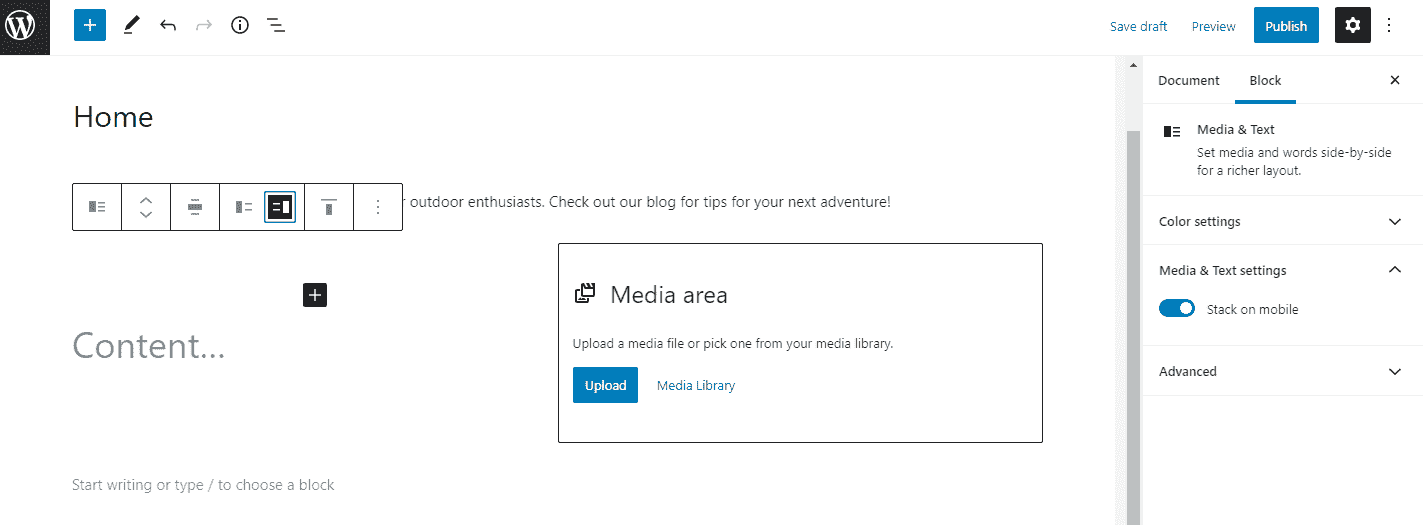 Save draft Preview Publish
Document Block
Home
Media & Text
Set media and words side-by-side
for a richer layout.
outdoor enthusiasts. Check out our blog for tips for your next adventure!
Color settings
Media & Text settings
Stack on mobile
Advanced
Content...
Media area
Upload a media file or pick one from your media library.
Upload Media Library
Start writing or type / to choose a block